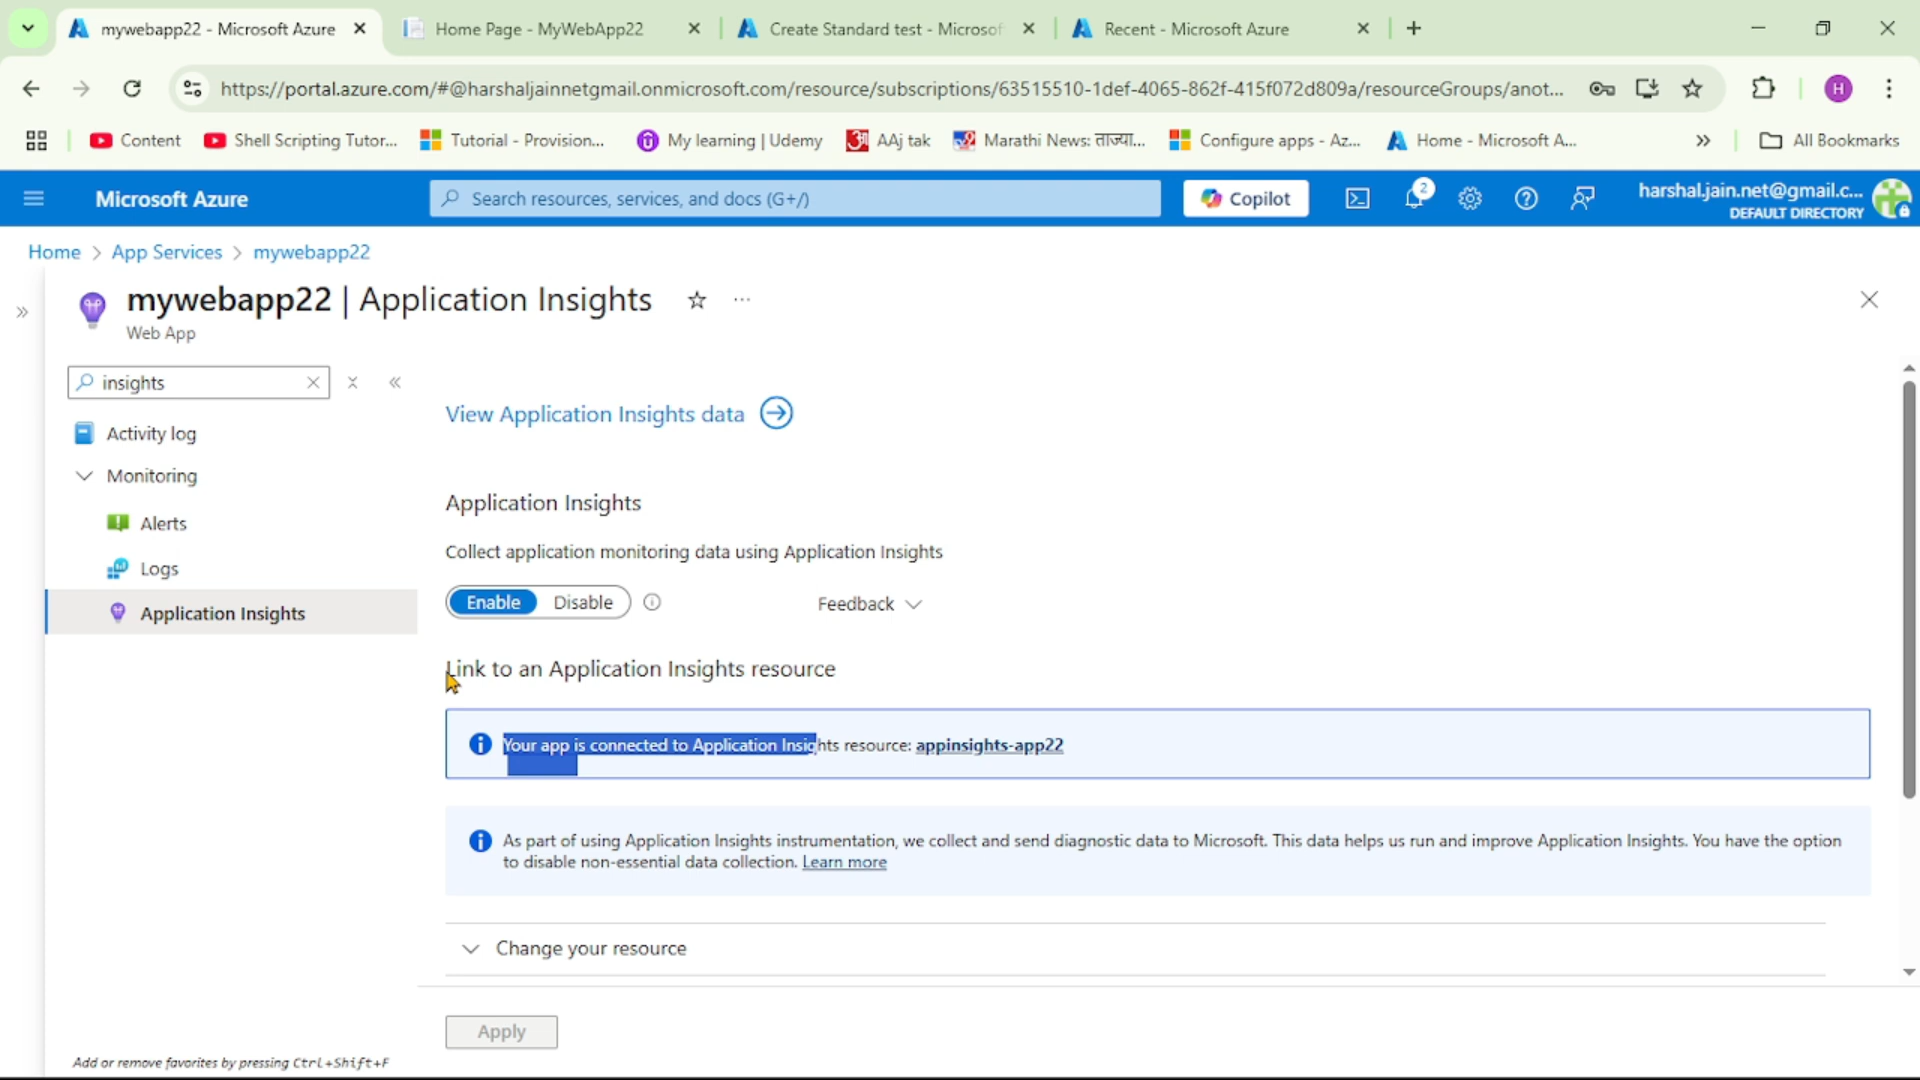 mywebapp22 - Microsoft Azure
Home Page - MyWebApp22
Create Standard test - Microsof
Recent - Microsoft Azure
https://portal.azure.com/#@harshaljainnetgmail.onmicrosoft.com/resource/subscriptions/63515510-1def-4065-862f-415f072d809a/resourceGroups/anot...
H
Content
Shell Scripting Tutor...
Tutorial - Provision...
My learning | Udemy
AAj tak
Marathi News: ताज्या...
Configure apps - Az...
Home - Microsoft A...
All Bookmarks
Microsoft Azure
Search resources, services, and docs (G+/)
Copilot
2
harshal.jain.net@gmail.c...
DEFAULT DIRECTORY
Home > App Services > mywebapp22
mywebapp22 | Application Insights
Web App
insights
Activity log
Monitoring
Alerts
Logs
Application Insights
View Application Insights data
Application Insights
Collect application monitoring data using Application Insights
Enable Disable
Feedback
Link to an Application Insights resource
Your app is connected to Application Insights resource: appinsights-app22
As part of using Application Insights instrumentation, we collect and send diagnostic data to Microsoft. This data helps us run and improve Application Insights. You have the option
to disable non-essential data collection. Learn more
Change your resource
Apply
Add or remove favorites by pressing Ctrl+Shift+F